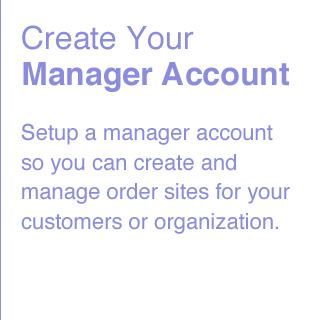 Create Your
Manager Account
Setup a manager account
so you can create and
manage order sites for your
customers or organization.